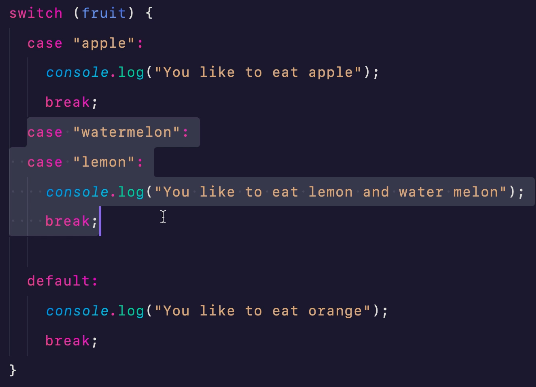 switch (fruit) {
case "apple":
console.log("You like to eat apple");
break;
case "watermelon":
case "lemon":
console.log("You like to eat lemon and water melon");
break;
default:
console.log("You like to eat orange");
break;
}